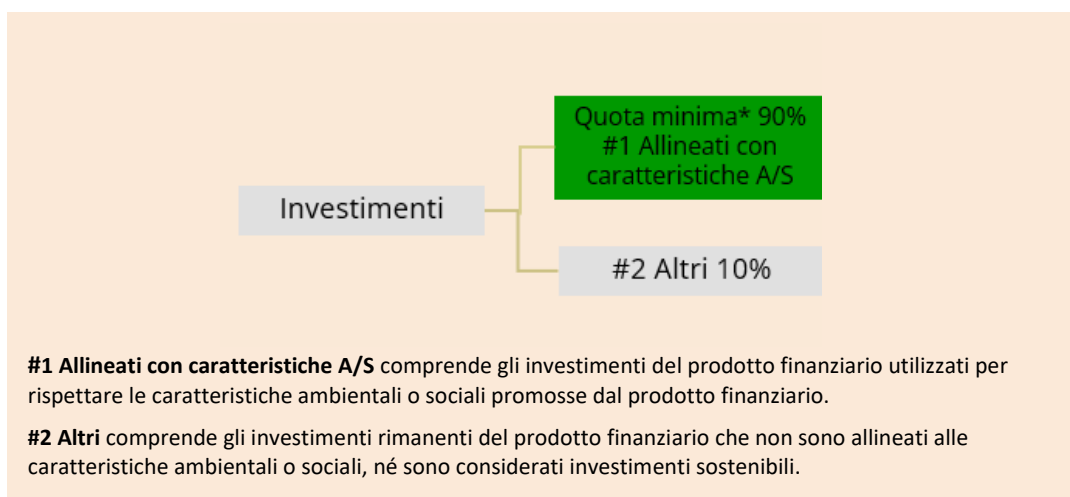 Quota minima* 90%
#1 Allineati con
caratteristiche A/S
Investimenti
#2 Altri 10%
#1 Allineati con caratteristiche A/S comprende gli investimenti del prodotto finanziario utilizzati per
rispettare le caratteristiche ambientali o sociali promosse dal prodotto finanziario.
#2 Altri comprende gli investimenti rimanenti del prodotto finanziario che non sono allineati alle
caratteristiche ambientali o sociali, né sono considerati investimenti sostenibili.